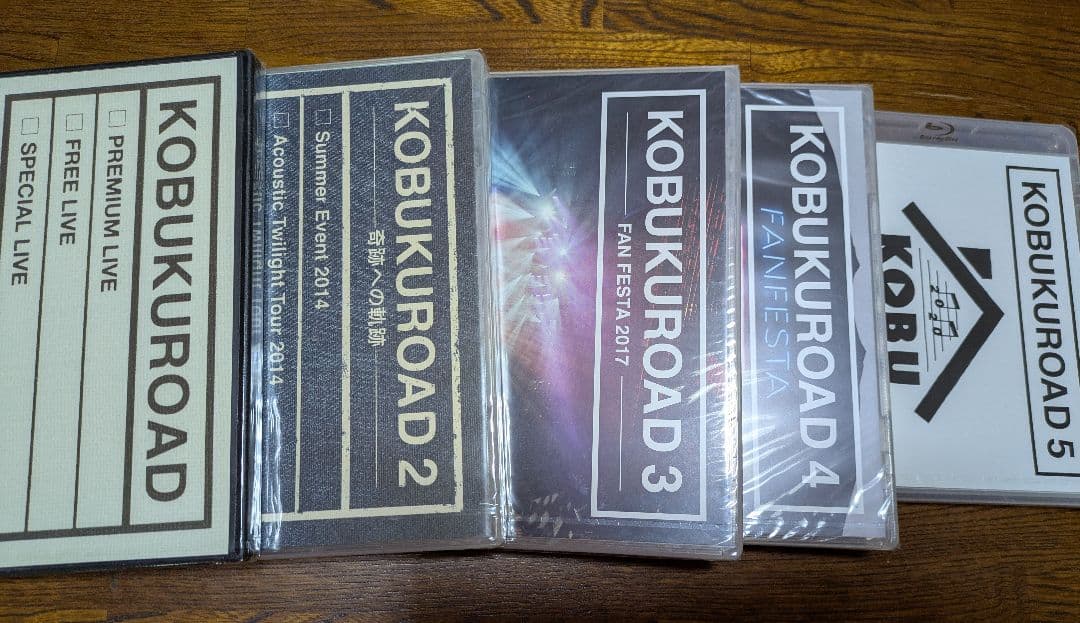 KOBUKUROAD
☐ PREMIUM LIVE
☐ FREE LIVE
☐ SPECIAL LIVE
KOBUKUROAD 2
奇跡への軌跡
☐ Summer Event 2014
☐ Acoustic Twilight Tour 2014
KOBUKUROAD 3
FAN FESTA 2017
KOBUKUROAD 4
FANFESTA
KOBUKUROAD 5
2020
KOBU